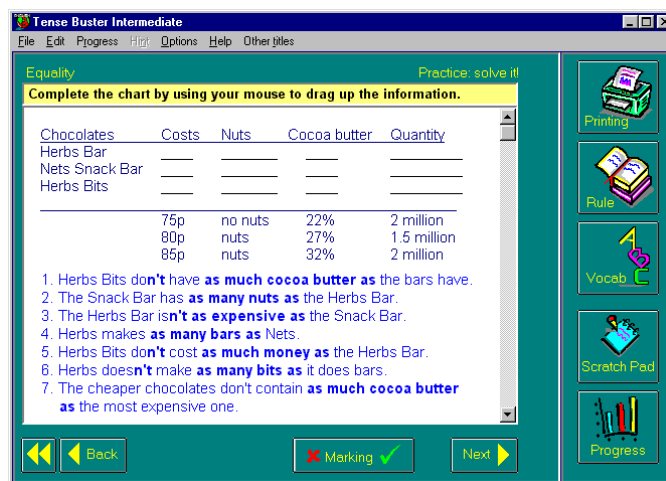 Tense Buster Intermediate
File Edit Progress Hint Options Help Other titles
Equality Practice: solve it!
Complete the chart by using your mouse to drag up the information.
Chocolates Costs Nuts Cocoa butter Quantity
Herbs Bar
Nets Snack Bar
Herbs Bits
75p no nuts 22% 2 million
80p nuts 27% 1.5 million
85p nuts 32% 2 million
1. Herbs Bits don't have as much cocoa butter as the bars have.
2. The Snack Bar has as many nuts as the Herbs Bar.
3. The Herbs Bar isn't as expensive as the Snack Bar.
4. Herbs makes as many bars as Nets.
5. Herbs Bits don't cost as much money as the Herbs Bar.
6. Herbs doesn't make as many bits as it does bars.
7. The cheaper chocolates don't contain as much cocoa butter
as the most expensive one.
Printing
Rule
A
B
C
Vocab
Scratch Pad
Progress
Back Marking Next